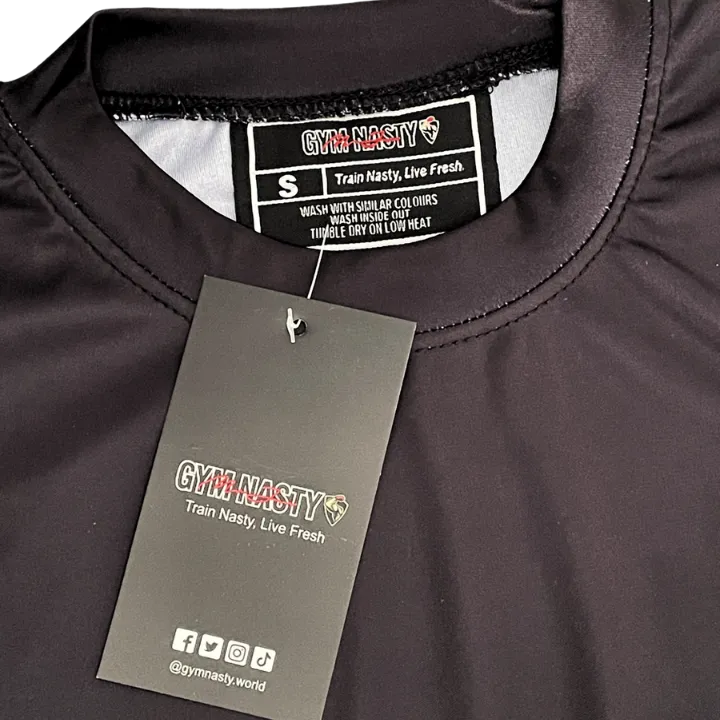 GYM NASTY
S
Train Nasty, Live Fresh.
WASH WITH SIMILAR COLOURS
WASH INSIDE OUT
TUMBLE DRY ON LOW HEAT
GYM NASTY
Train Nasty, Live Fresh
@gymnasty.world